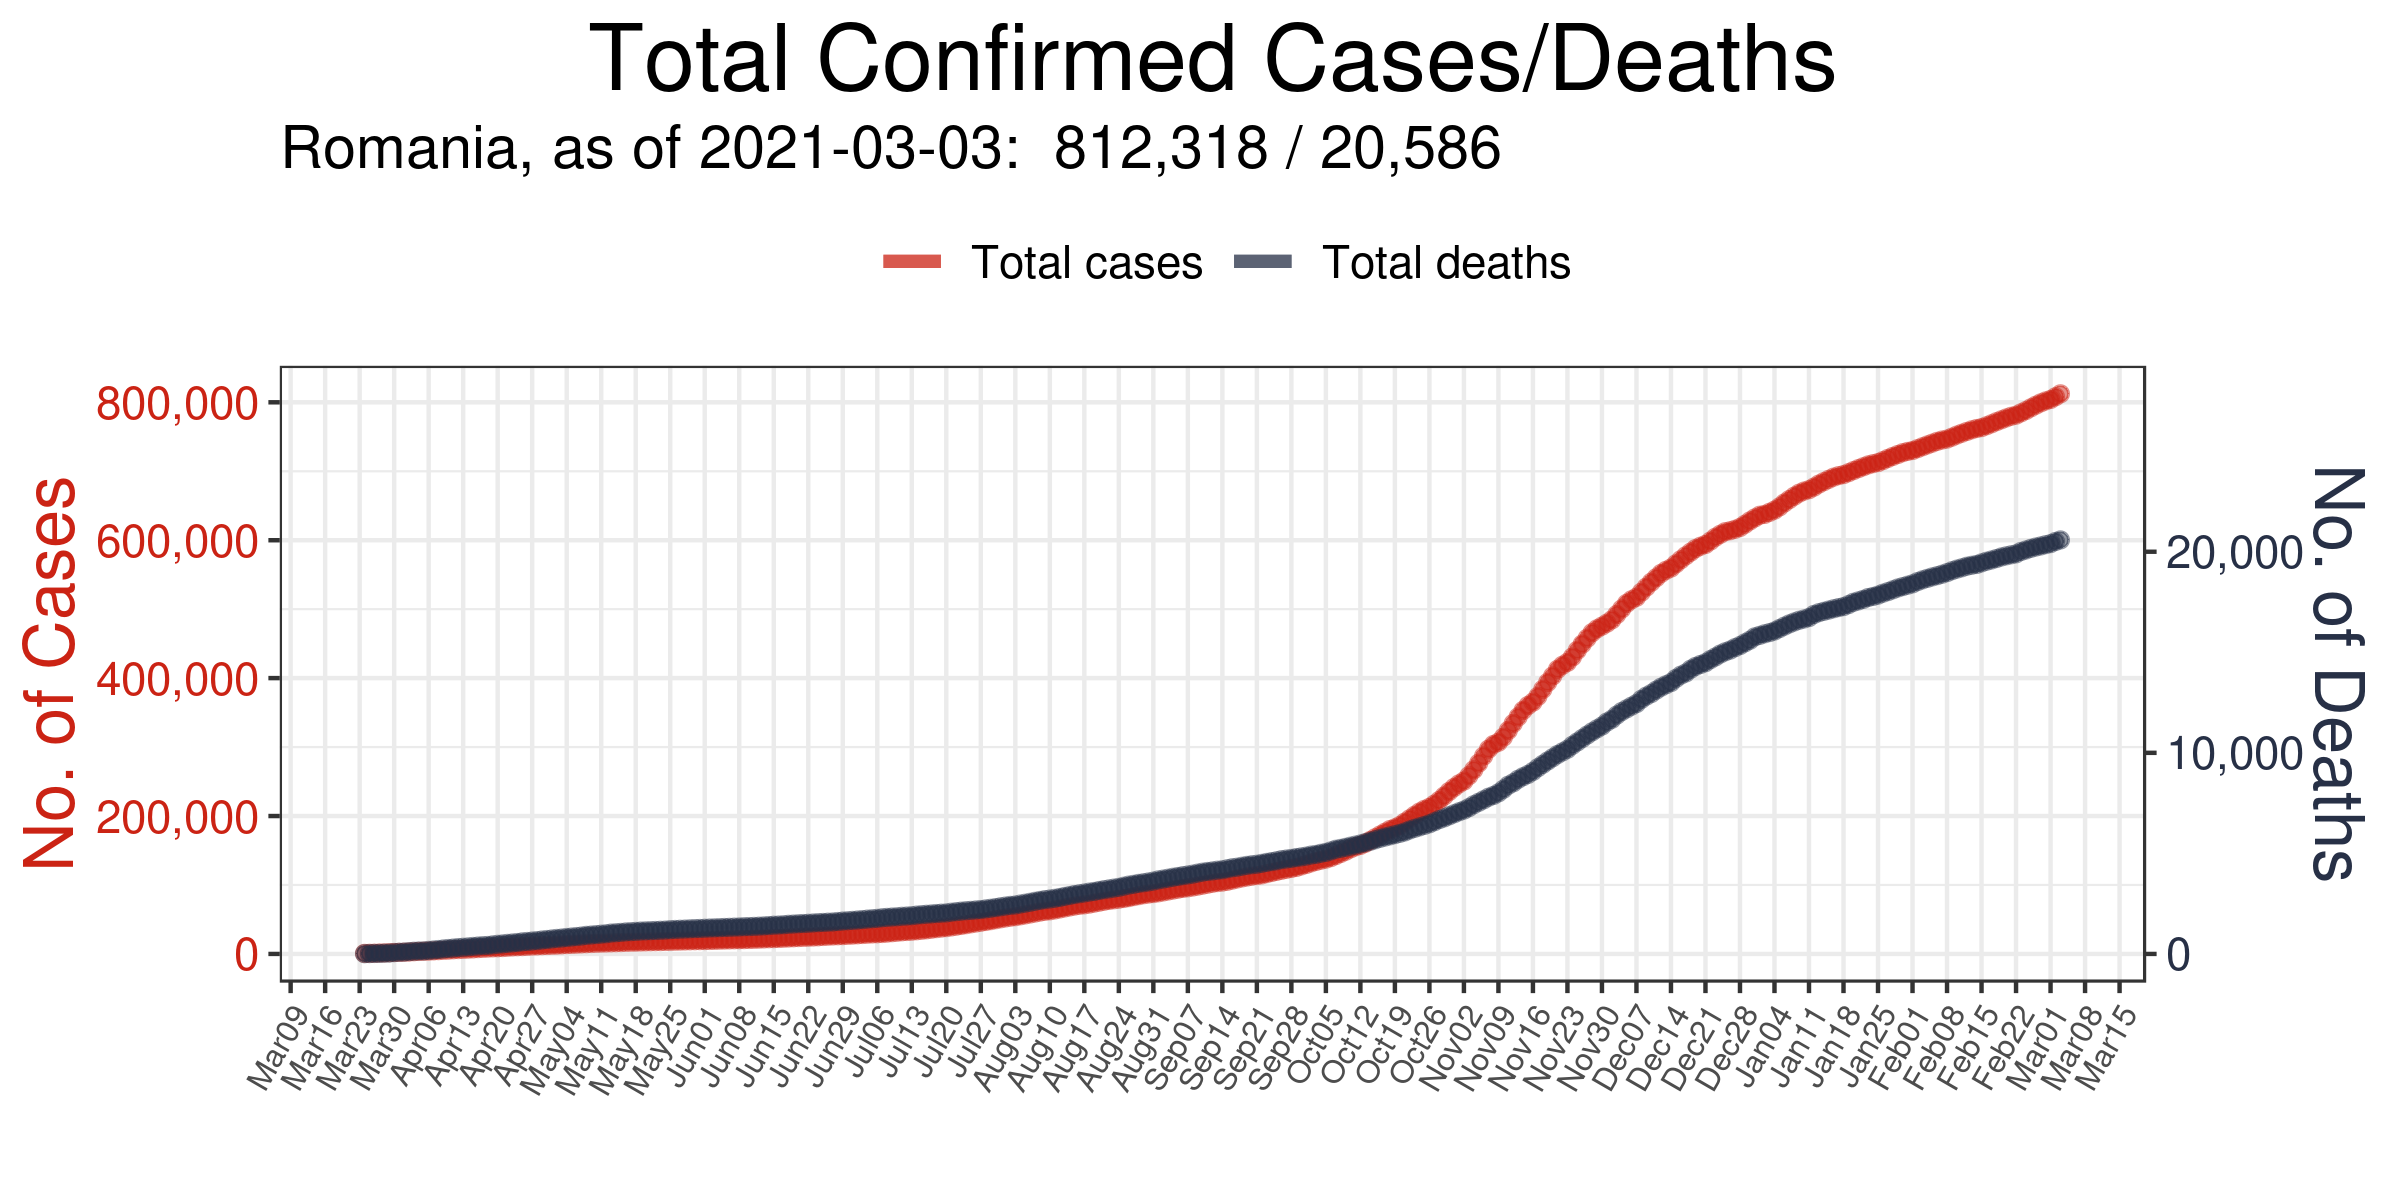 Total Confirmed Cases/Deaths
Romania, as of 2021-03-03:  812,318 / 20,586
Total cases
Total deaths
No. of Cases
800,000
600,000
400,000
200,000
0
20,000
10,000
0
No. of Deaths
Mar09
Mar16
Mar23
Mar30
Apr06
Apr13
Apr20
Apr27
May04
May11
May18
May25
Jun01
Jun08
Jun15
Jun22
Jun29
Jul06
Jul13
Jul20
Jul27
Aug03
Aug10
Aug17
Aug24
Aug31
Sep07
Sep14
Sep21
Sep28
Oct05
Oct12
Oct19
Oct26
Nov02
Nov09
Nov16
Nov23
Nov30
Dec07
Dec14
Dec21
Dec28
Jan04
Jan11
Jan18
Jan25
Feb01
Feb08
Feb15
Feb22
Mar01
Mar08
Mar15